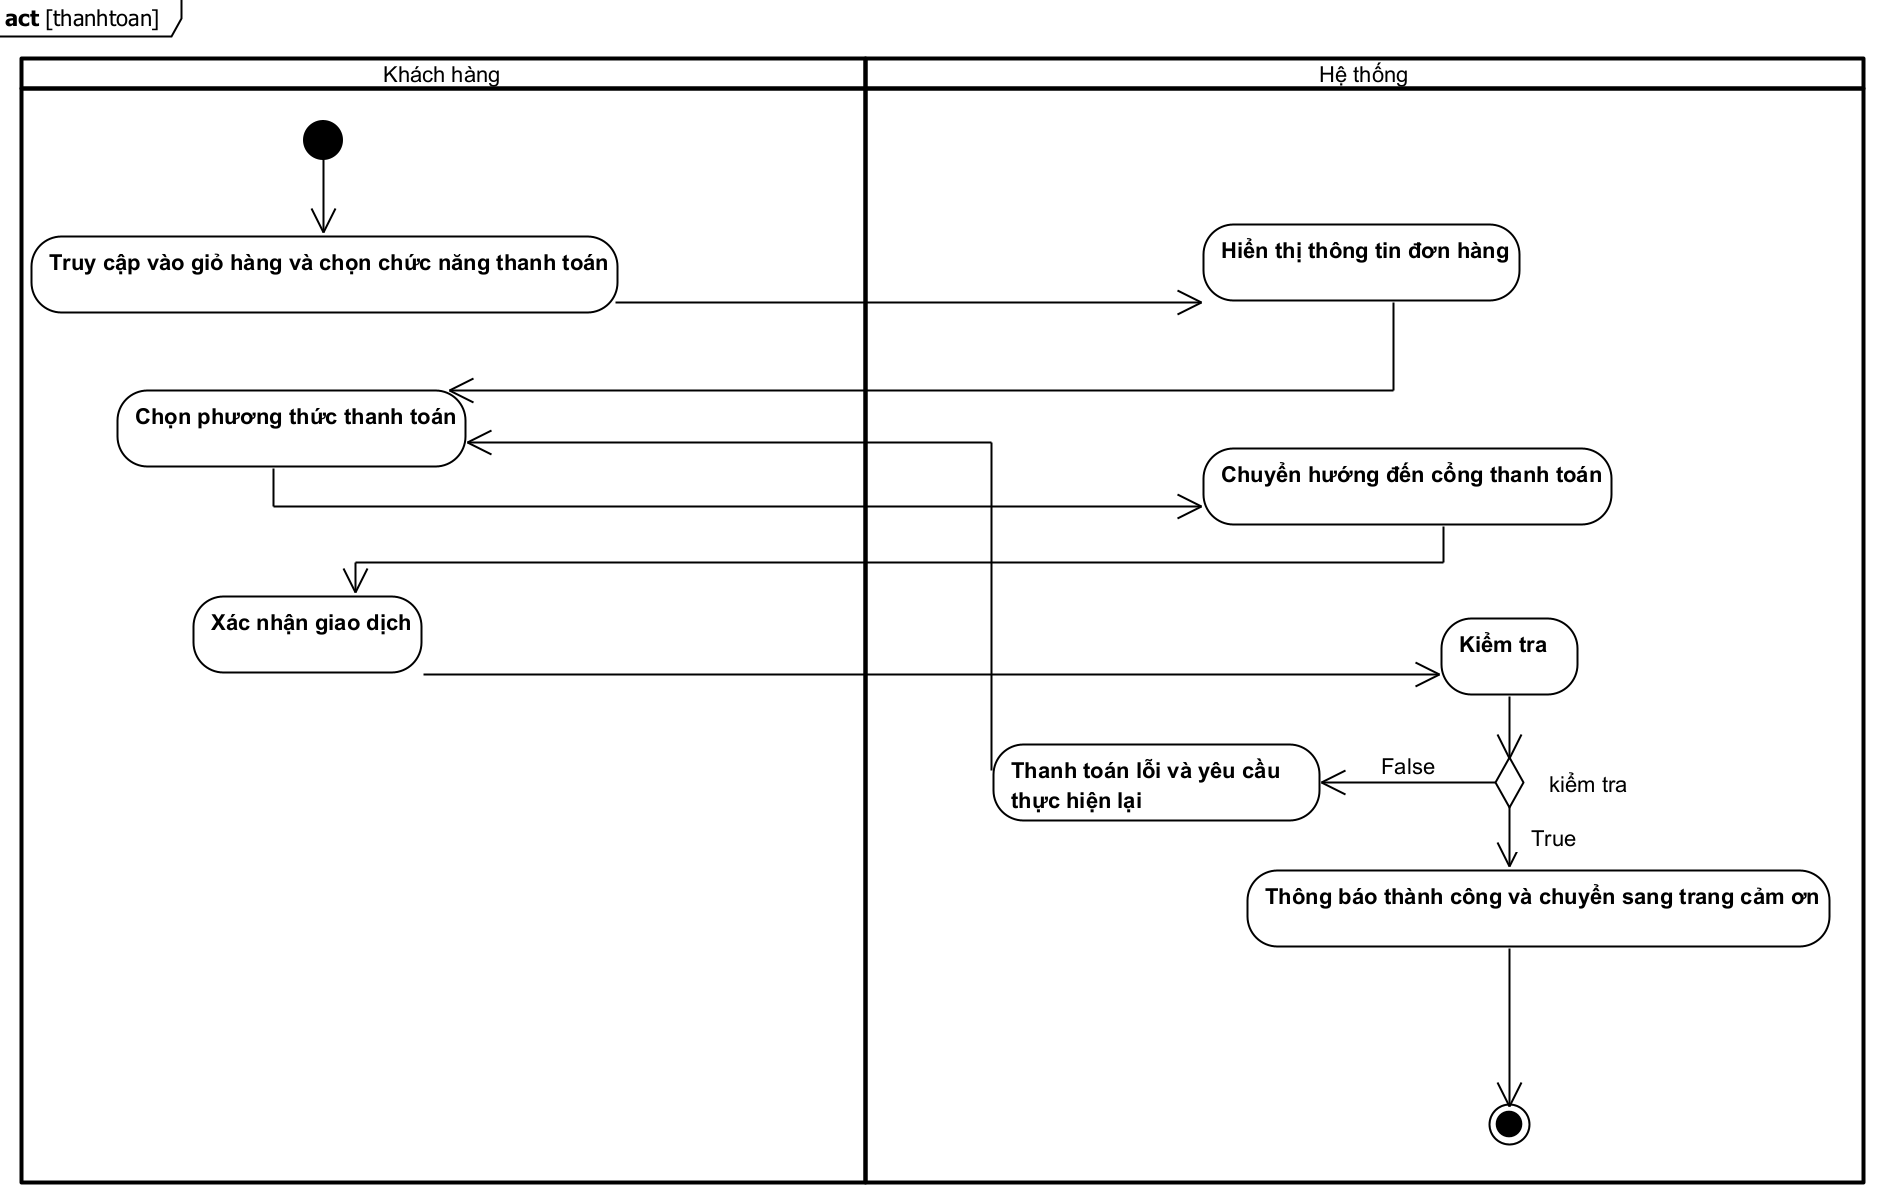 act [thanhtoan]
Khách hàng
Hệ thống
Truy cập vào giỏ hàng và chọn chức năng thanh toán
Hiển thị thông tin đơn hàng
Chọn phương thức thanh toán
Chuyển hướng đến cổng thanh toán
Xác nhận giao dịch
Kiểm tra
Thanh toán lỗi và yêu cầu
thực hiện lại
False
kiểm tra
True
Thông báo thành công và chuyển sang trang cảm ơn